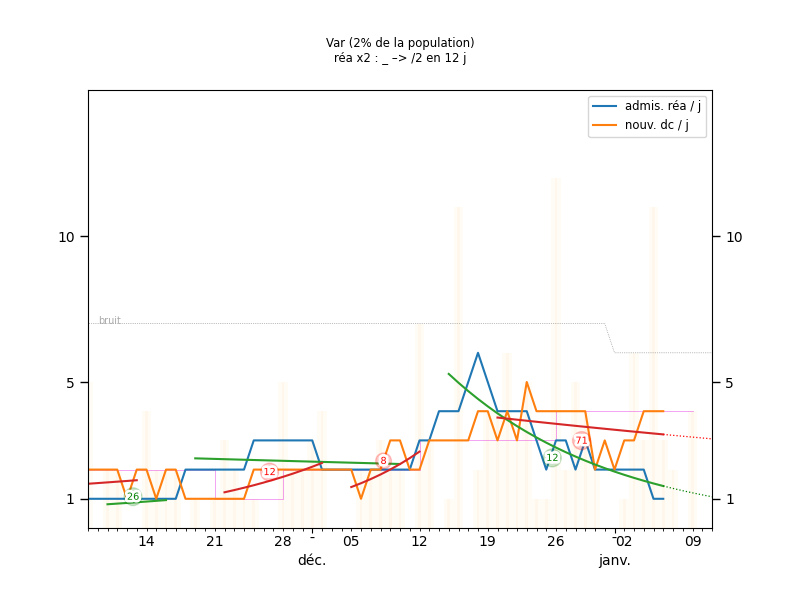 Var (2% de la population)
réa x2 : _ –> /2 en 12 j
admis. réa / j
nouv. dc / j
10
10
bruit
5
5
71
12
8
12
26
1
1
14
21
28
05
12
19
26
02
09
déc.
janv.